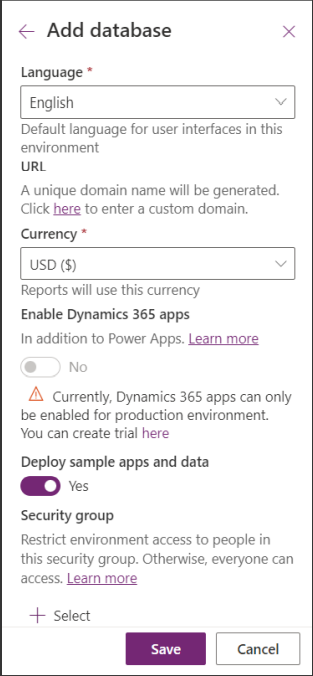 Add database
Language *
English
Default language for user interfaces in this
environment
URL
A unique domain name will be generated.
Click here to enter a custom domain.
Currency *
USD ($)
Reports will use this currency
Enable Dynamics 365 apps
In addition to Power Apps. Learn more
No
Currently, Dynamics 365 apps can only
be enabled for production environment.
You can create trial here
Deploy sample apps and data
Yes
Security group
Restrict environment access to people in
this security group. Otherwise, everyone can
access. Learn more
Select
Save Cancel